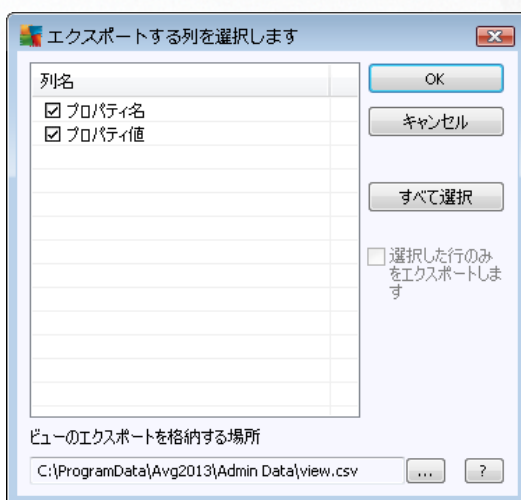 エクスポートする列を選択します
列名
プロパティ名
プロパティ値
OK
キャンセル
すべて選択
選択した行のみ
をエクスポートしま
す
ビューのエクスポートを格納する場所
C:\ProgramData\Avg2013\Admin Data\view.csv
...
?